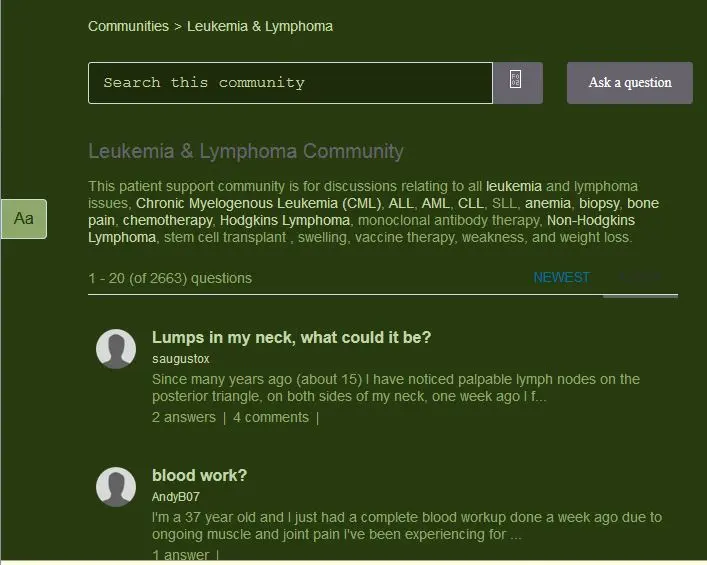 Communities > Leukemia & Lymphoma
Search this community
Ask a question
Leukemia & Lymphoma Community
This patient support community is for discussions relating to all leukemia and lymphoma
issues, Chronic Myelogenous Leukemia (CML), ALL, AML, CLL, SLL, anemia, biopsy, bone
pain, chemotherapy, Hodgkins Lymphoma, monoclonal antibody therapy, Non-Hodgkins
Lymphoma, stem cell transplant , swelling, vaccine therapy, weakness, and weight loss.
Aa
1 - 20 (of 2663) questions
NEWEST
Lumps in my neck, what could it be?
saugustox
Since many years ago (about 15) I have noticed palpable lymph nodes on the
posterior triangle, on both sides of my neck, one week ago I f...
2 answers | 4 comments |
blood work?
AndyB07
I'm a 37 year old and I just had a complete blood workup done a week ago due to
ongoing muscle and joint pain I've been experiencing for ...
1 answer |